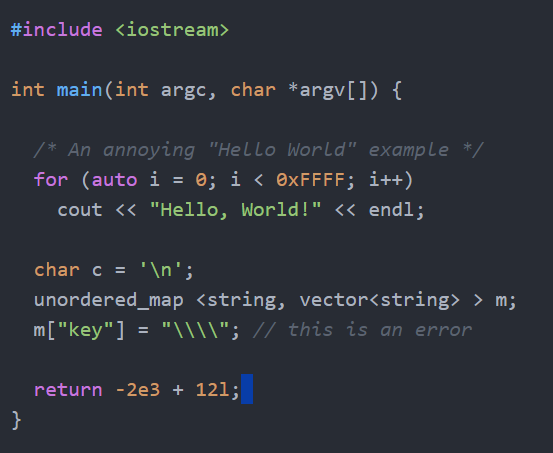 #include <iostream>
int main(int argc, char *argv[]) {
/* An annoying "Hello World" example */
for (auto i = 0; i < 0xFFFF; i++)
cout << "Hello, World!" << endl;
char c = '\n';
unordered_map <string, vector<string> > m;
m["key"] = "\\\\"; // this is an error
return -2e3 + 12l;
}